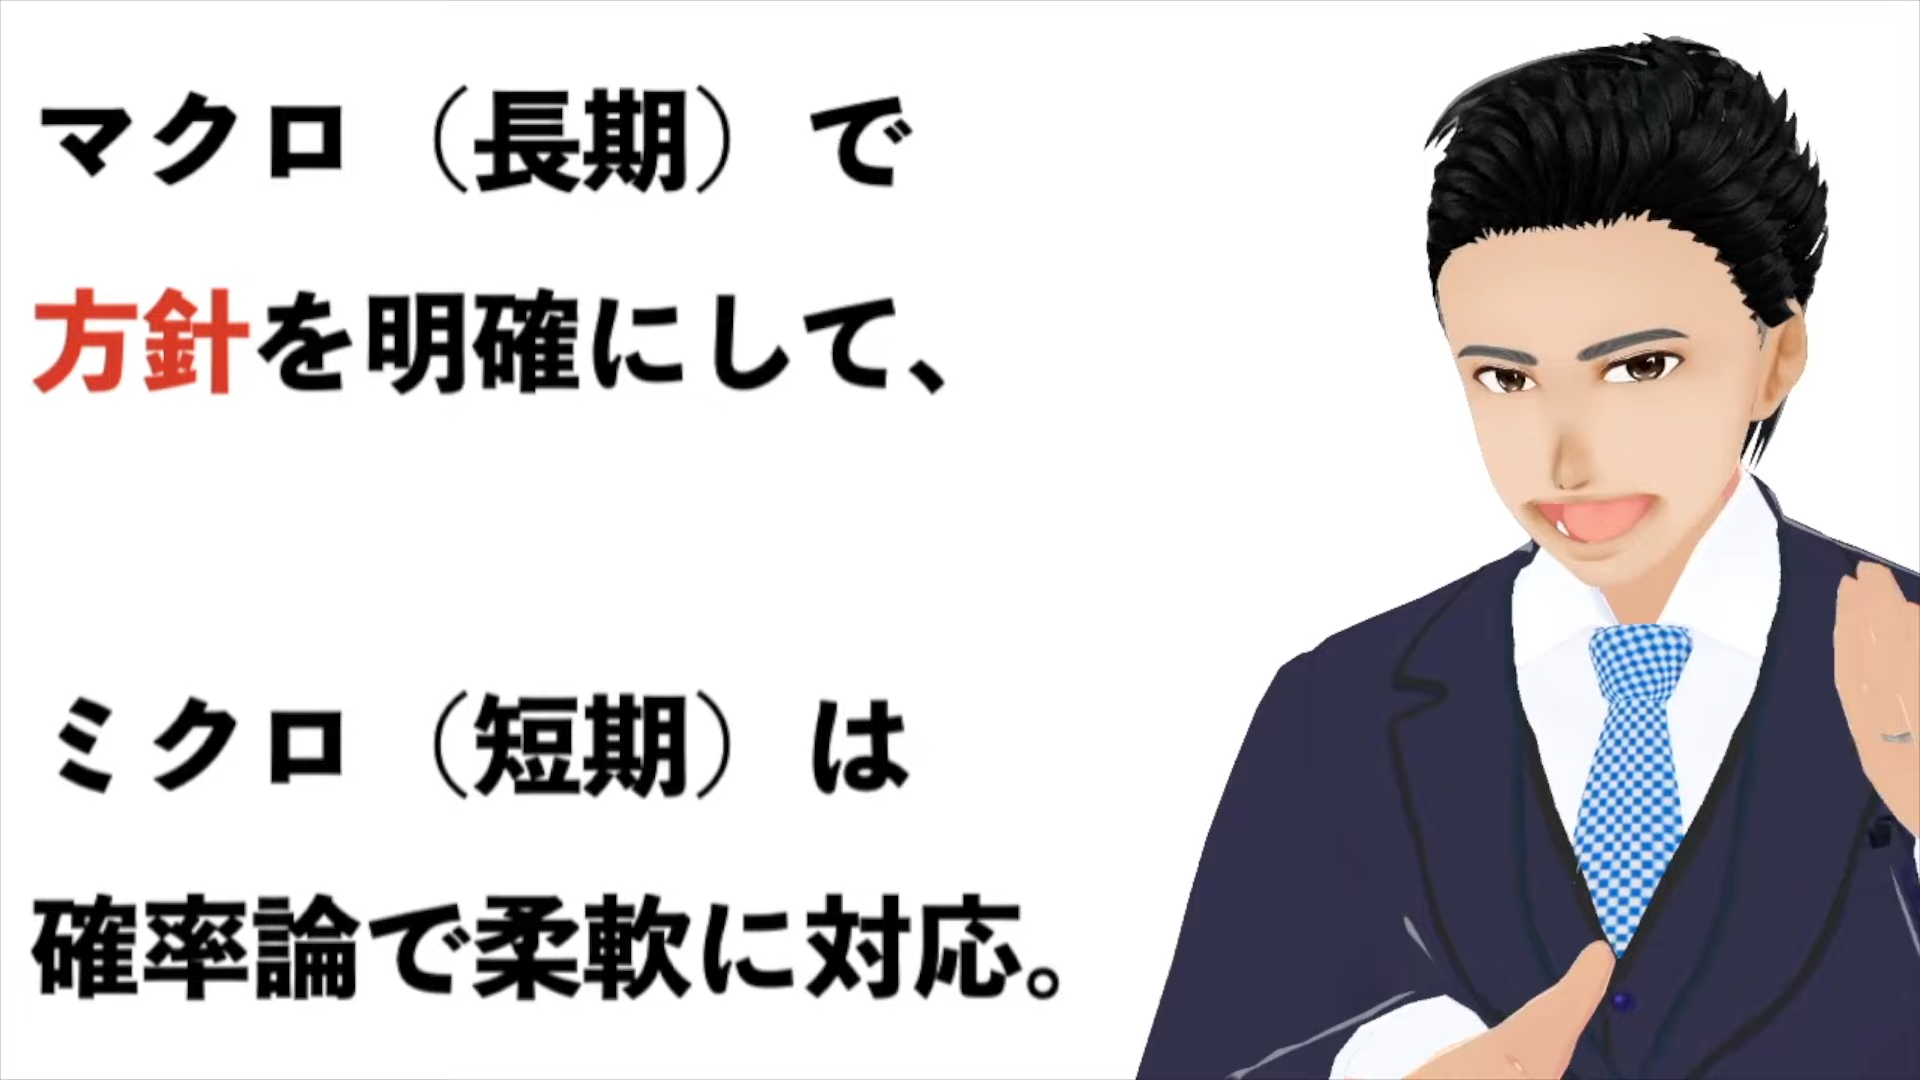 マクロ（長期）で
方針を明確にして、
ミクロ（短期）は
確率論で柔軟に対応。